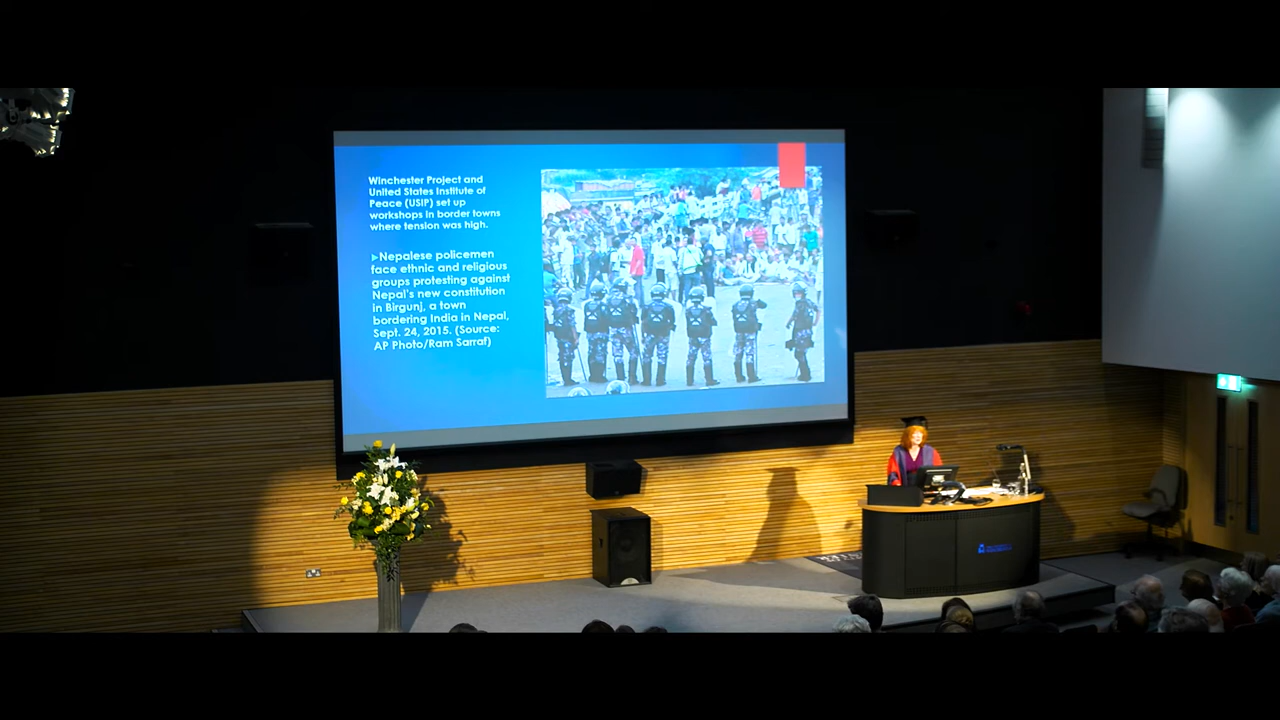 Winchester Project and
United States Institute of
Peace (USIP) set up
workshops in border towns
where tension was high.
▶Nepalese policemen
face ethnic and religious
groups protesting against
Nepal's new constitution
in Birgunj, a town
bordering India in Nepal,
Sept. 24, 2015. (Source:
AP Photo/Ram Sarraf)